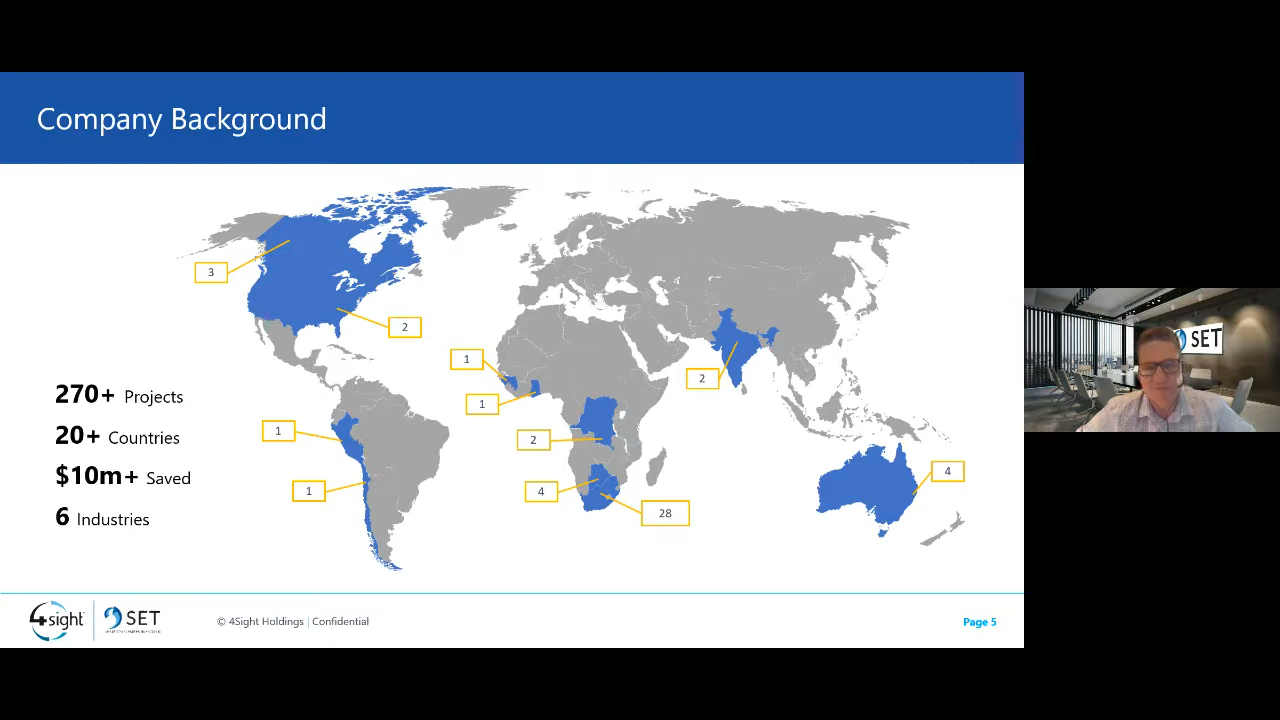 Company Background
3
2
1
1
2
1
2
1
4
4
28
270+ Projects
20+ Countries
$10m+ Saved
6 Industries
4sight
SET
© 4Sight Holdings | Confidential
Page 5
SET